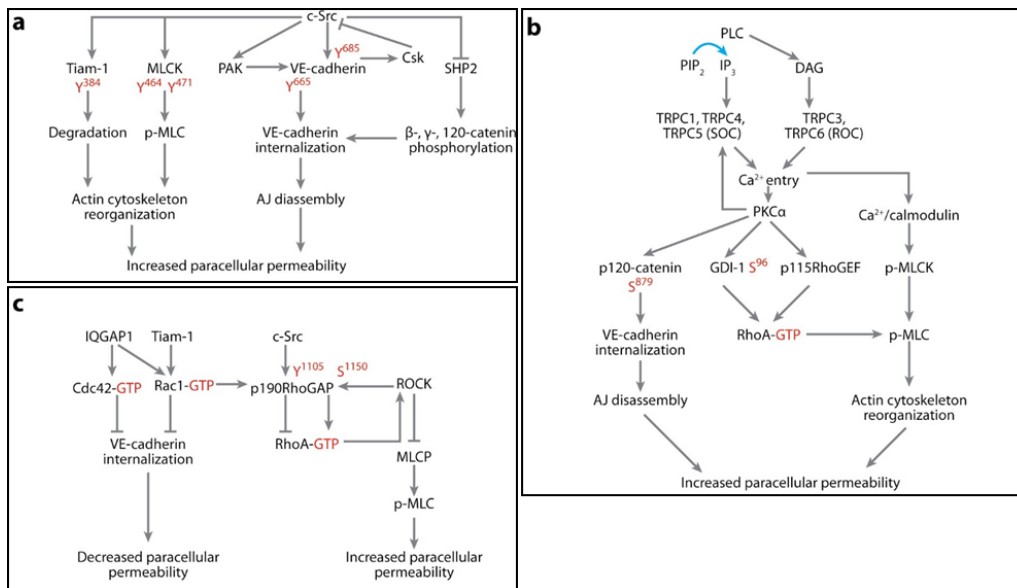 a
c-Src
Tiam-1 MLCK PAK VE-cadherin Y685 Csk SHP2
Y384 Y464 Y471 Y665
Degradation p-MLC VE-cadherin internalization β-, γ-, 120-catenin phosphorylation
Actin cytoskeleton
reorganization
AJ diassembly
Increased paracellular permeability
b
PLC
PIP2 IP3 DAG
TRPC1, TRPC4,
TRPC5 (SOC)
TRPC3,
TRPC6 (ROC)
Ca2+ entry
PKCα Ca2+/calmodulin
p120-catenin GDI-1 S96 p115RhoGEF p-MLCK
S879
VE-cadherin
internalization
RhoA-GTP p-MLC
AJ disassembly
Actin cytoskeleton
reorganization
Increased paracellular permeability
c
IQGAP1 Tiam-1 c-Src
Y1105 S1150
Cdc42-GTP Rac1-GTP p190RhoGAP ROCK
VE-cadherin
internalization
RhoA-GTP
MLCP
p-MLC
Decreased paracellular
permeability
Increased paracellular
permeability